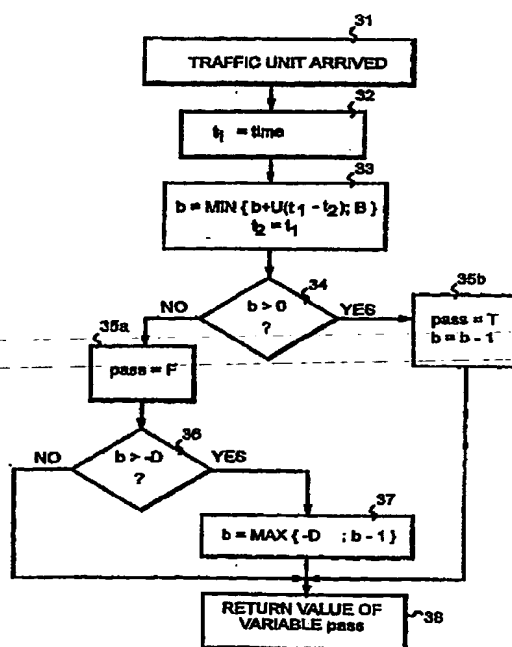 31
TRAFFIC UNIT ARRIVED
32
t1 = time
33
b = MIN { b+U(t1 - t2); B }
t2 = t1
34
b > 0
?
NO
YES
35a
pass = F
35b
pass = T
b = b - 1
36
b > -D
?
NO
YES
37
b = MAX { -D ; b - 1 }
RETURN VALUE OF
VARIABLE pass
38